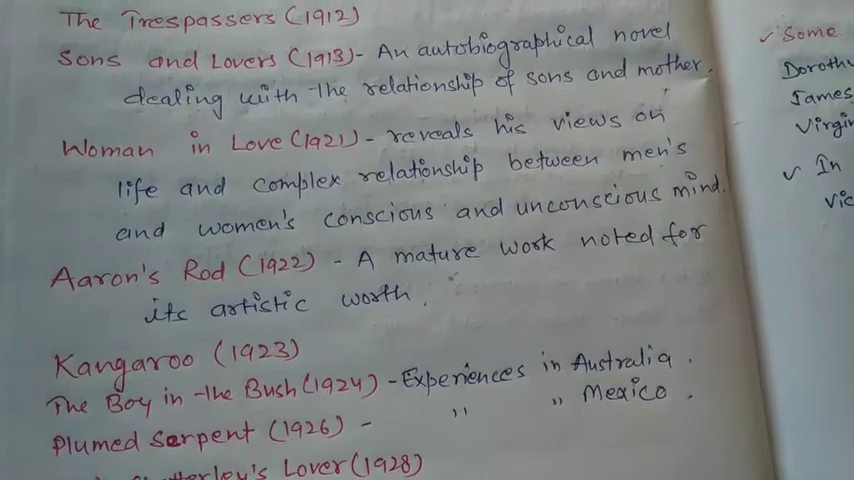 The Trespassers (1912)
Sons and Lovers (1913)- An autobiographical novel
dealing with the relationship of sons and mother.
Woman in Love (1921) - reveals his views on
life and complex relationship between men's
and women's conscious and unconscious mind.
Aaron's Rod (1922) - A mature work noted for
its artistic worth.
Kangaroo (1923)
The Boy in the Bush (1924) - Experiences in Australia.
Plumed Serpent (1926) - " " Mexico.
Lover (1928)
✓ Some
James
✓ In